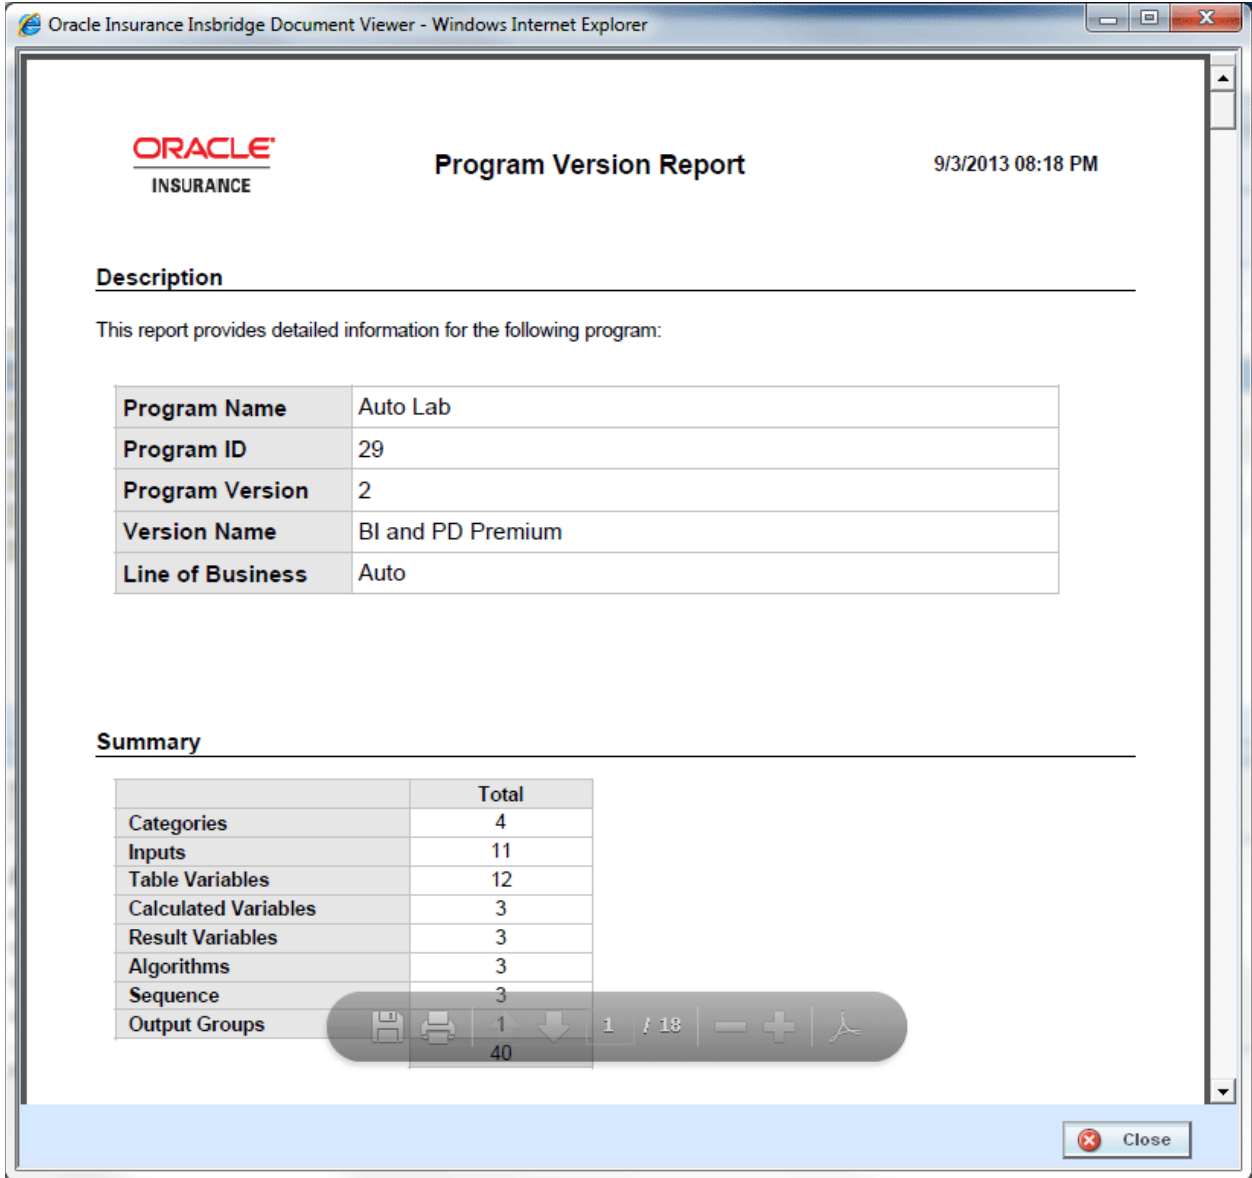 Oracle Insurance Insbridge Document Viewer - Windows Internet Explorer
ORACLE
INSURANCE
Program Version Report
9/3/2013 08:18 PM
Description
This report provides detailed information for the following program:
Program Name Auto Lab
Program ID 29
Program Version 2
Version Name BI and PD Premium
Line of Business Auto
Summary
Total
Categories 4
Inputs 11
Table Variables 12
Calculated Variables 3
Result Variables 3
Algorithms 3
Sequence 3
Output Groups 1
1 / 18
40
Close